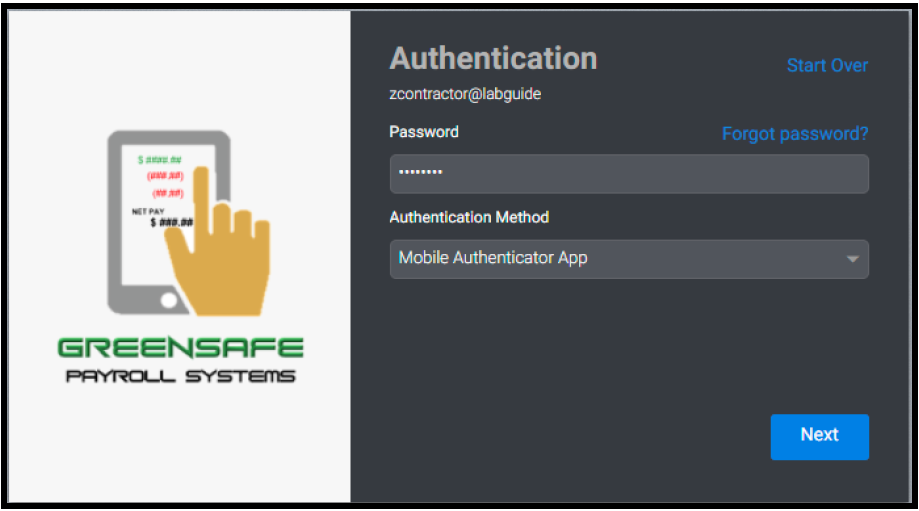 $ ####.##
(### .##)
(## .##)
NET PAY
$ ###.##
GREENSAFE
PAYROLL SYSTEMS
Authentication
Start Over
zcontractor@labguide
Password
Forgot password?
••••••••
Authentication Method
Mobile Authenticator App
Next